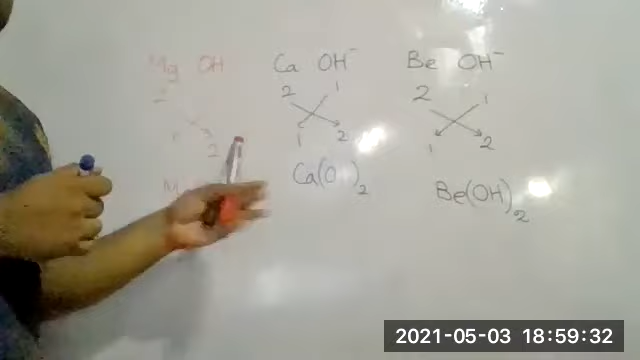 Mg OH
2
1 2
M
Ca OH⁻
2 1
1 2
Ca(O )₂
Be OH⁻
2 1
1 2
Be(OH)₂
2021-05-03 18:59:32